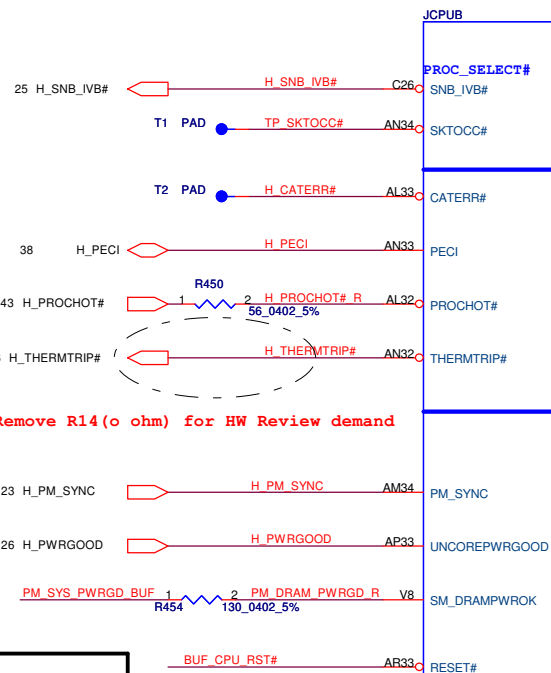 JCPUB
PROC_SELECT#
25 H_SNB_IVB# H_SNB_IVB# C26 SNB_IVB#
T1 PAD TP_SKTOCC# AN34 SKTOCC#
T2 PAD H_CATERR# AL33 CATERR#
38 H_PECI H_PECI AN33 PECI
R450
43 H_PROCHOT# 1 2 H_PROCHOT#_R AL32 PROCHOT#
56_0402_5%
H_THERMTRIP# H_THERMTRIP# AN32 THERMTRIP#
Remove R14(o ohm) for HW Review demand
23 H_PM_SYNC H_PM_SYNC AM34 PM_SYNC
26 H_PWRGOOD H_PWRGOOD AP33 UNCOREPWRGOOD
PM_SYS_PWRGD_BUF 1 2 PM_DRAM_PWRGD_R V8 SM_DRAMPWROK
R454 130_0402_5%
BUF_CPU_RST# AR33 RESET#